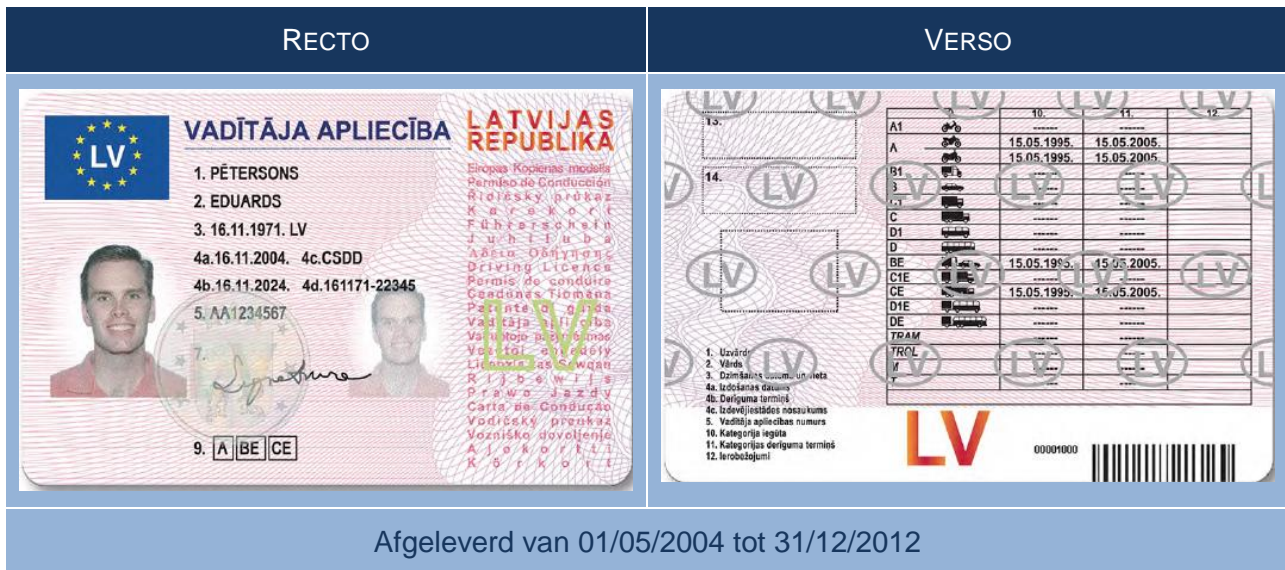 RECTO
VERSO
LV
VADĪTĀJA APLIECĪBA
LATVIJAS
REPUBLIKA
1. PĒTERSONS
2. EDUARDS
3. 16.11.1971. LV
4a.16.11.2004. 4c.CSDD
4b.16.11.2024. 4d.161171-22345
5. AA1234567
7.
Signature
9. A BE CE
Eiropas Kopienas modelis
Permiso de Conducción
Řidičský průkaz
Kørekort
Führerschein
Juhiluba
Άδεια Οδήγησης
Driving Licence
Permis de conduire
Ceadúnas Tiomána
Patente di guida
Vadītāja apliecība
Rijbewijs
Prawo Jazdy
Carta de Condução
Vodičský preukaz
Vozniško dovoljenje
Ajokortti
Körkort
LV
LV LV LV LV
13. 9. 10. 11. 12.
A1 ------ ------
A 15.05.1995. 15.05.2005.
15.05.1995. 15.05.2005.
14.
B1 ------ ------
B
C1
C ------ ------
D1 ------ ------
D ------ ------
BE 15.05.1995. 15.05.2005.
C1E ------ ------
CE 15.05.1995. 15.05.2005.
D1E ------ ------
DE ------ ------
TRAM ------ ------
TROL
M
T
1. Uzvārds
2. Vārds
3. Dzimšanas datums un vieta
4a. Izdošanas datums
4b. Derīguma termiņš
4c. Izdevējiestādes nosaukums
5. Vadītāja apliecības numurs
10. Kategorija iegūta
11. Kategorijas derīguma termiņš
12. Ierobežojumi
LV
00001000
Afgeleverd van 01/05/2004 tot 31/12/2012